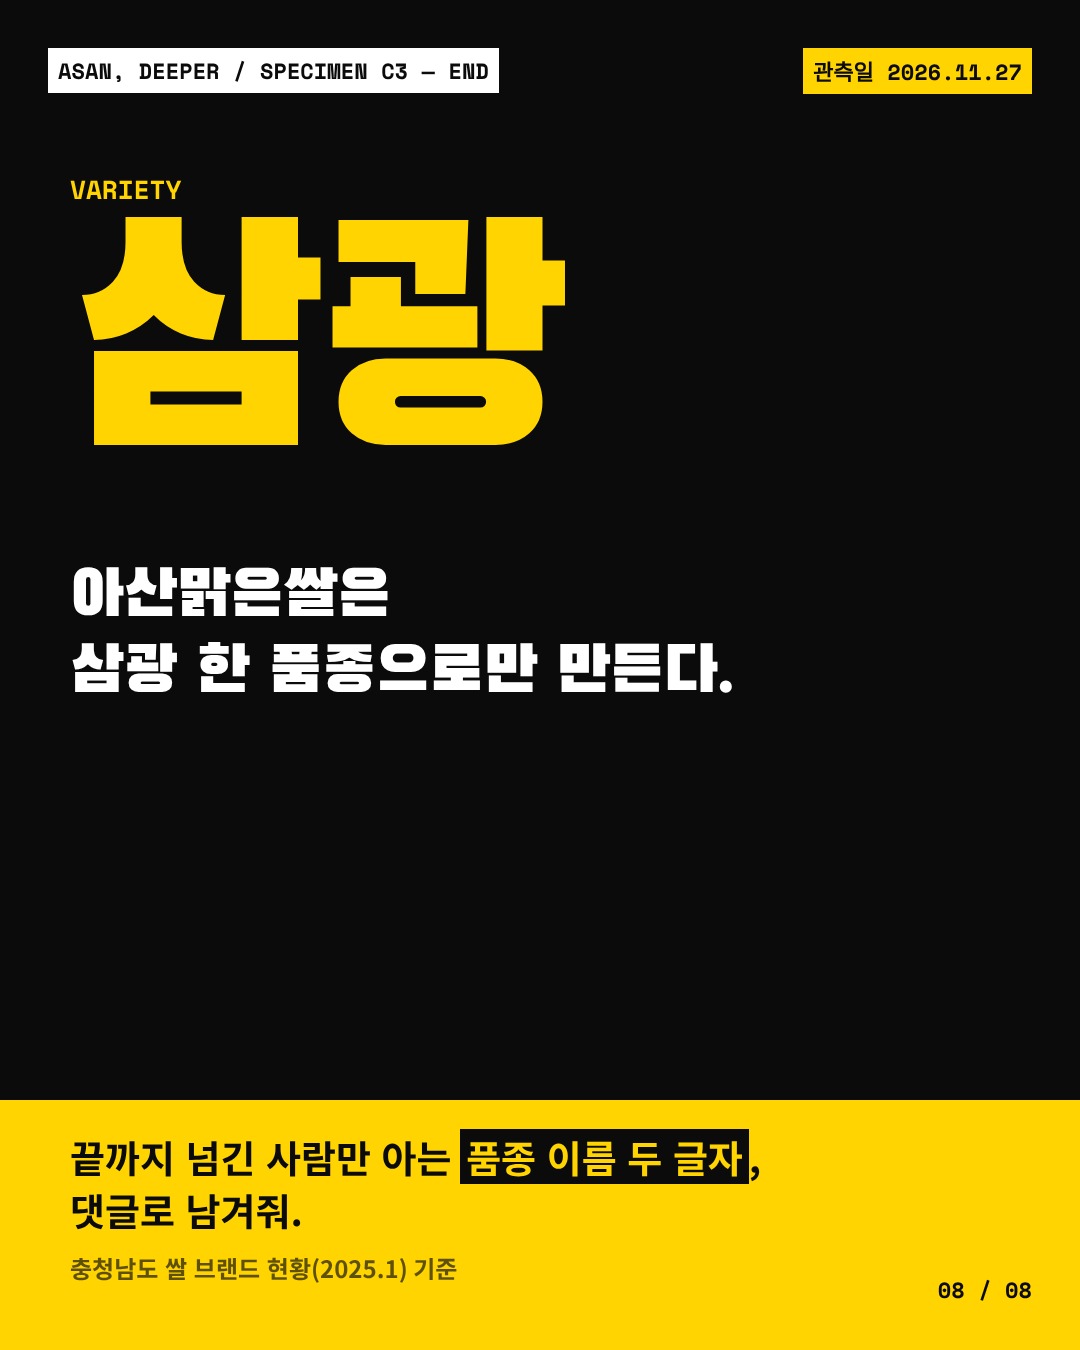 ASAN, DEEPER / SPECIMEN C3 — END
관측일 2026.11.27
VARIETY
삼광
아산맑은쌀은
삼광 한 품종으로만 만든다.
끝까지 넘긴 사람만 아는 품종 이름 두 글자,
댓글로 남겨줘.
충청남도 쌀 브랜드 현황(2025.1) 기준
08 / 08